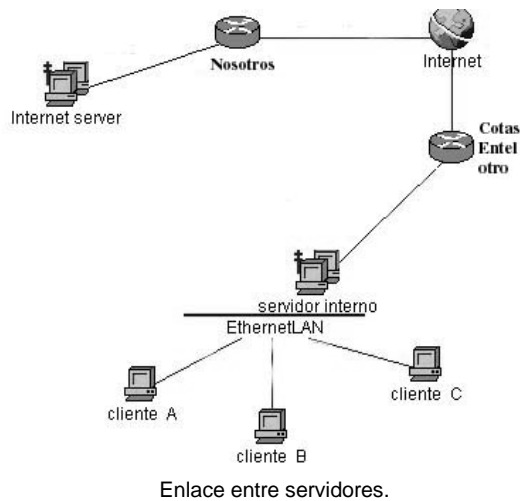 Nosotros
Internet
Internet server
Cotas
Entel
otro
servidor interno
EthernetLAN
cliente A
cliente C
cliente B
Enlace entre servidores.